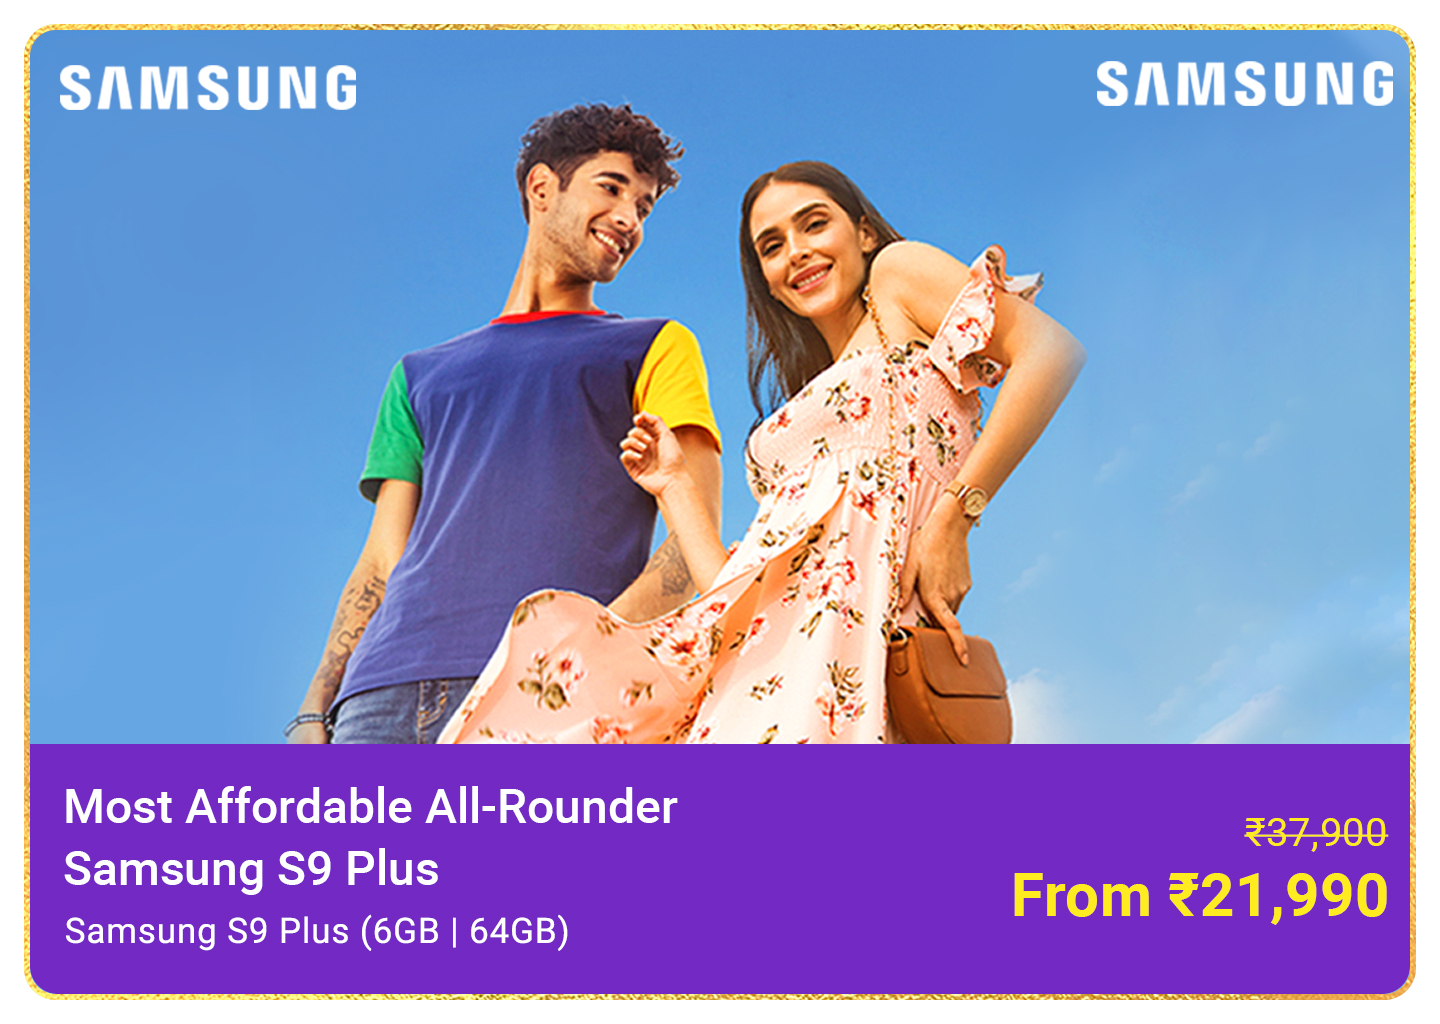 SAMSUNG
SAMSUNG
Most Affordable All-Rounder
Samsung S9 Plus
Samsung S9 Plus (6GB | 64GB)
₹37,900
From ₹21,990